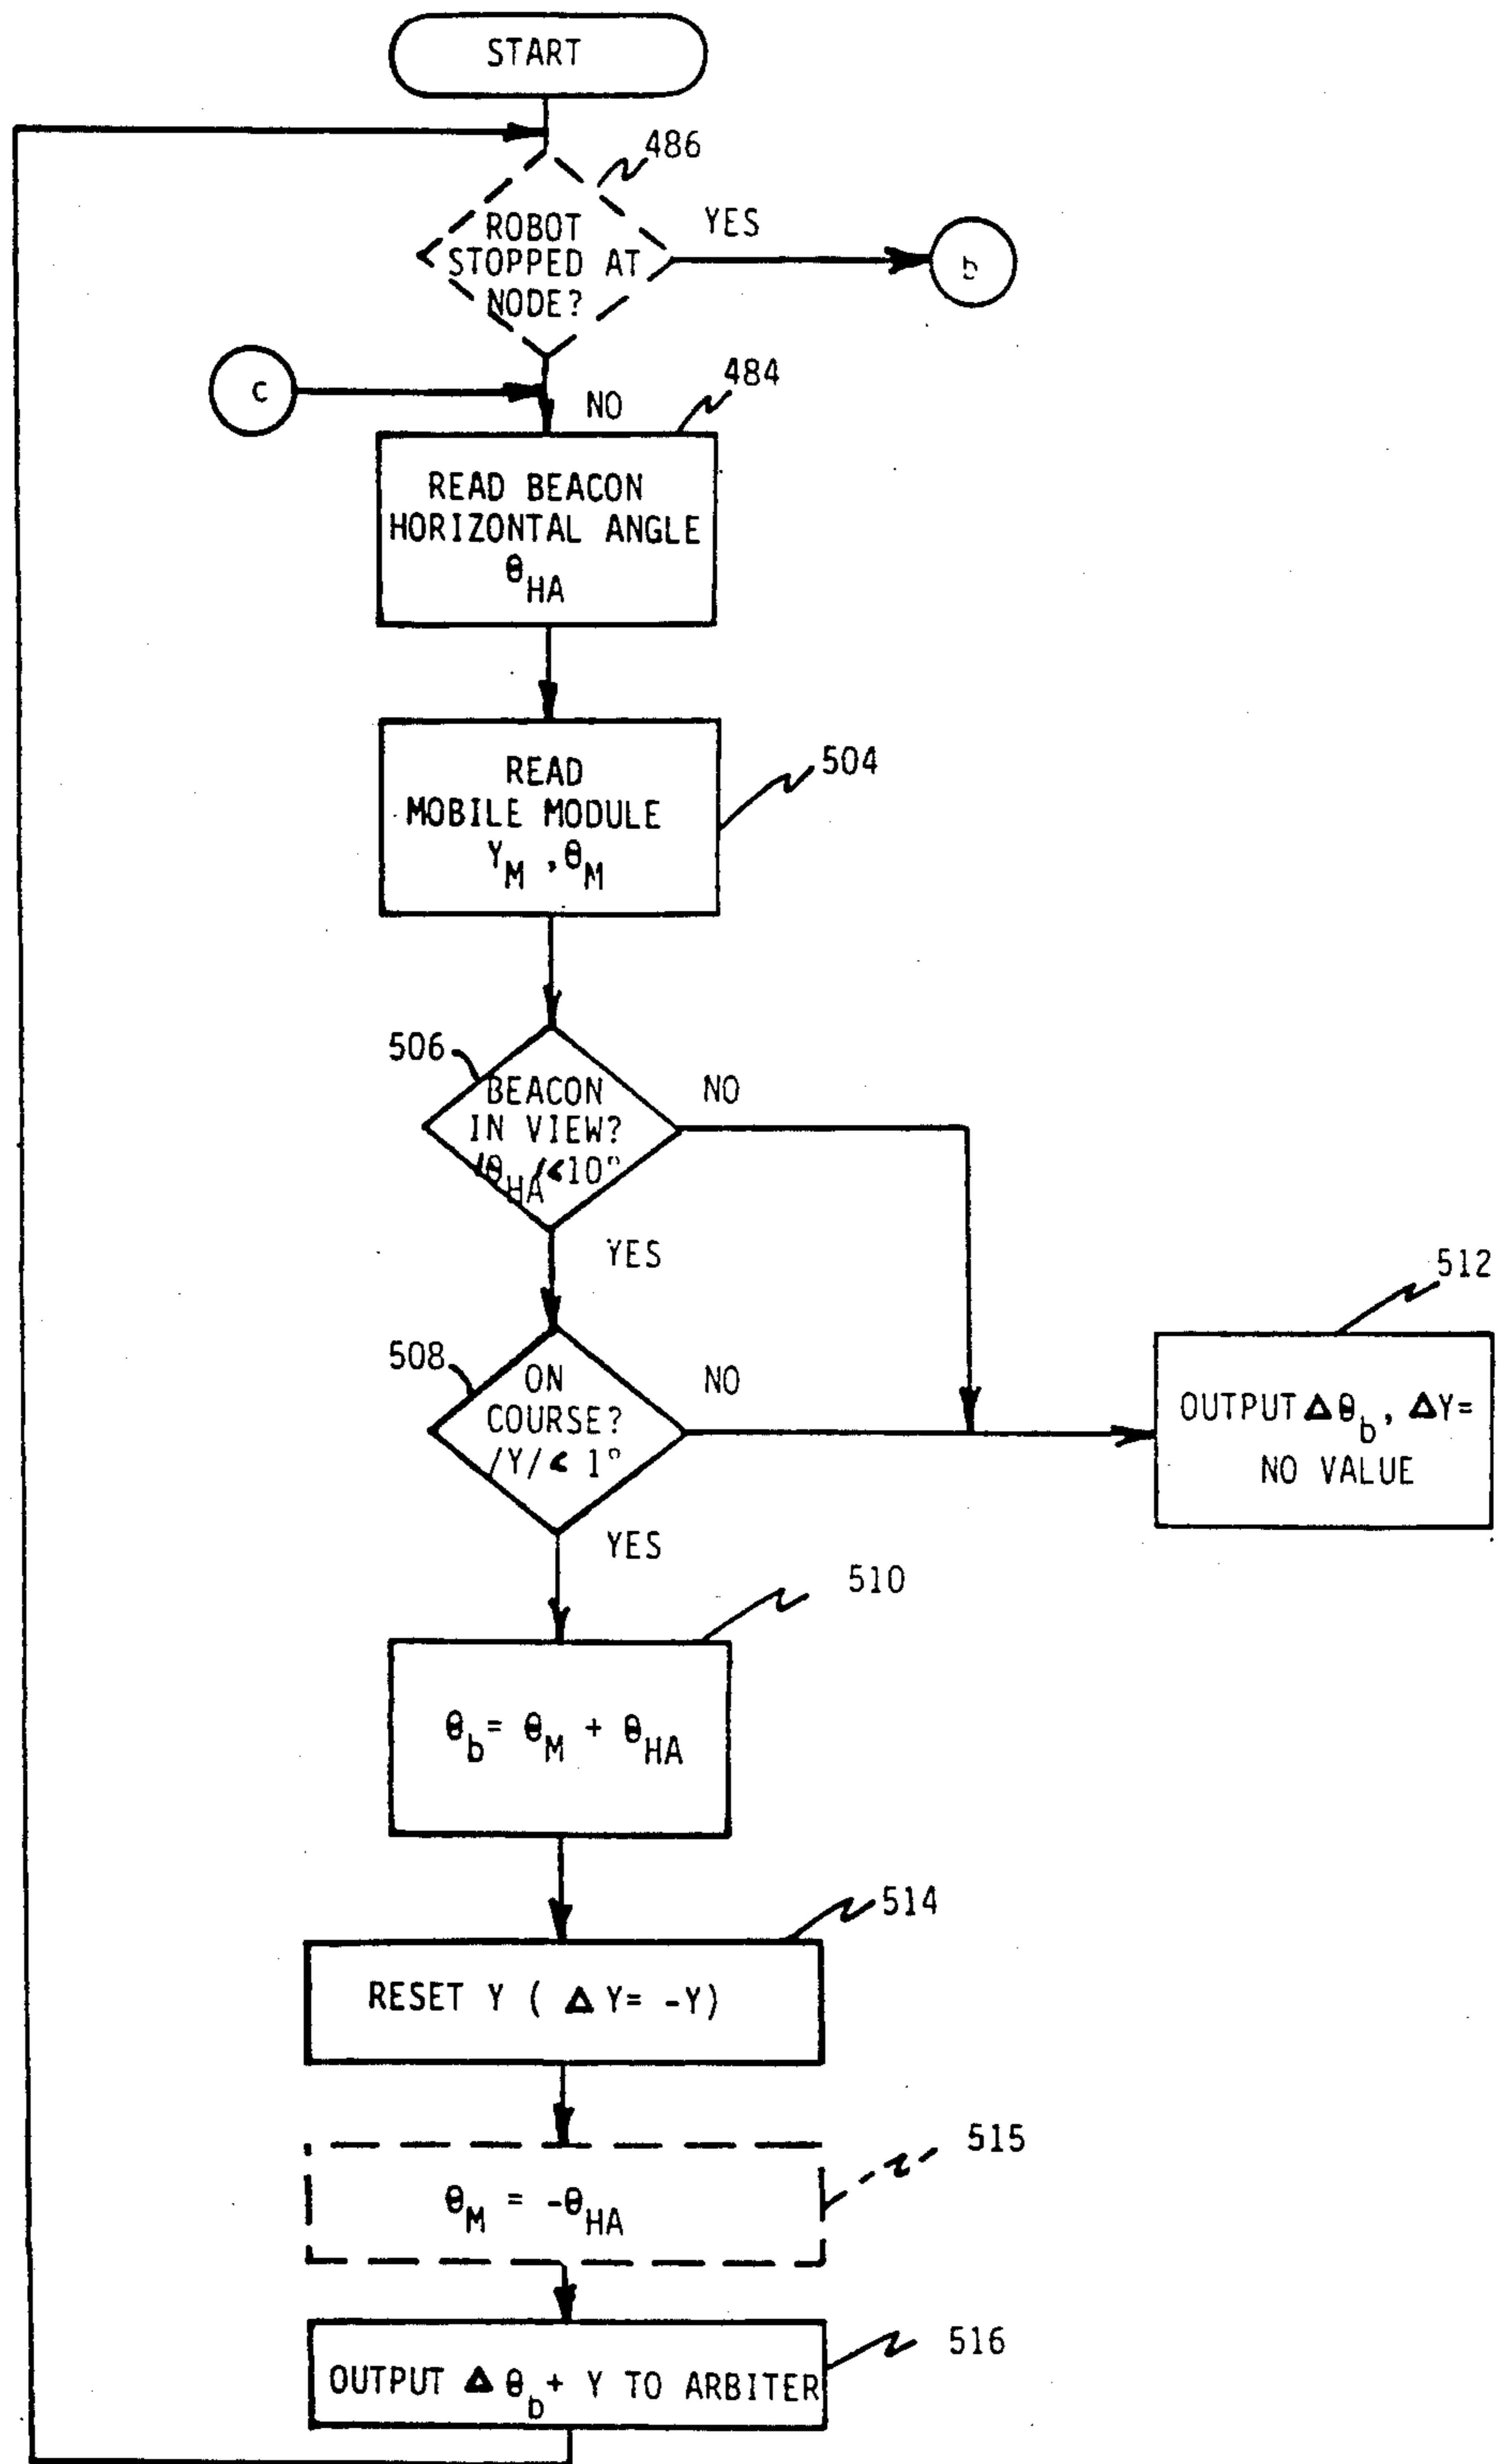 START
486
ROBOT
STOPPED AT
NODE?
YES
b
c
NO
484
READ BEACON
HORIZONTAL ANGLE
θHA
504
READ
MOBILE MODULE
YM ,θM
506
BEACON
IN VIEW?
/θHA/<10°
NO
YES
508
ON
COURSE?
/Y/< 1°
NO
YES
512
OUTPUT Δθb, ΔY=
NO VALUE
510
θb= θM + θHA
514
RESET Y ( ΔY= -Y)
515
θM = -θHA
516
OUTPUT Δθb+ Y TO ARBITER